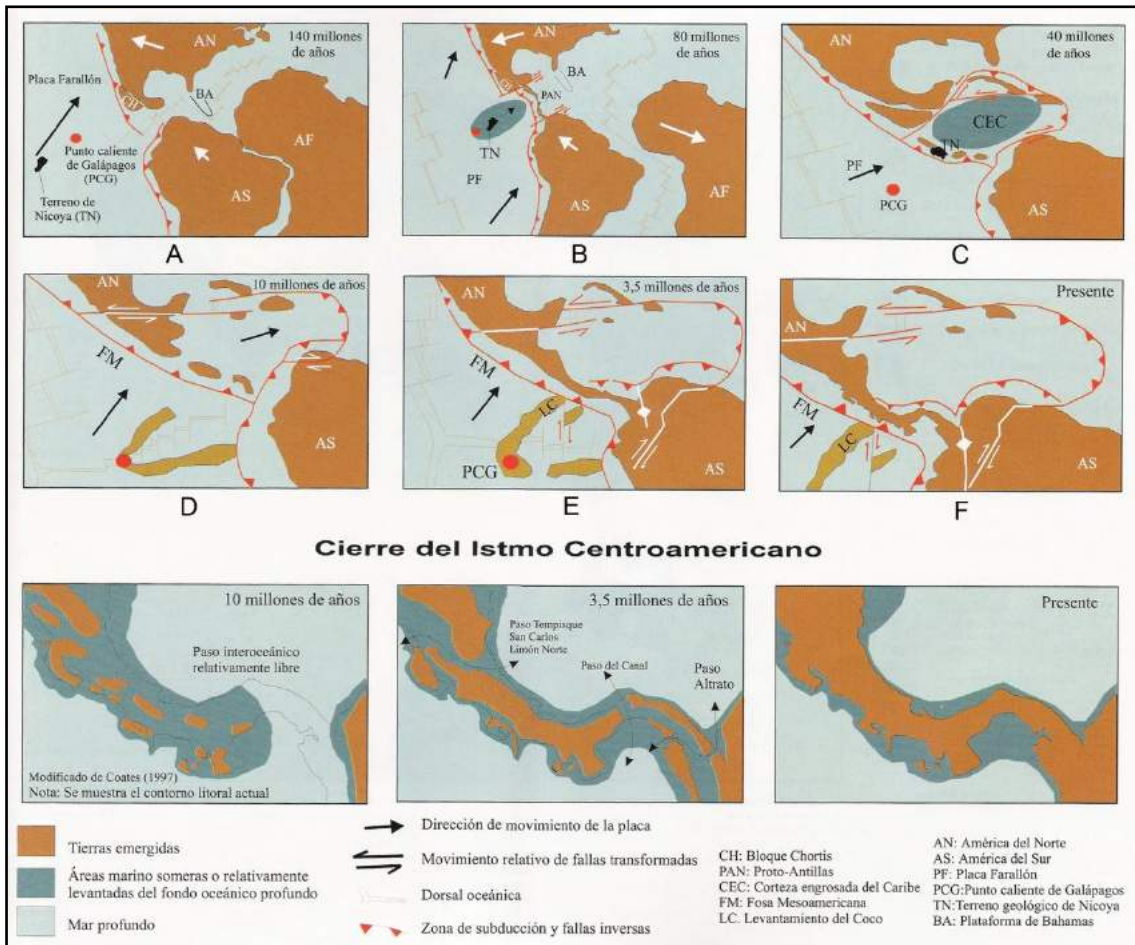 AN
140 millones
de años
Placa Farallón
CH
BA
Punto caliente
de Galápagos
(PCG)
AF
AS
Terreno de
Nicoya (TN)
A
AN
80 millones
de años
BA
PAN
TN
PF
AS
AF
B
AN
40 millones
de años
CEC
TN
PF
PCG
AS
C
AN
10 millones de años
FM
AS
D
AN
3,5 millones de años
FM
LC
PCG
AS
E
Presente
AN
FM
LC
AS
F
Cierre del Istmo Centroamericano
10 millones de años
Paso interoceánico
relativamente libre
Modificado de Coates (1997)
Nota: Se muestra el contorno litoral actual
3,5 millones de años
Paso Tempisque
San Carlos
Limón Norte
Paso del Canal
Paso
Altrato
Presente
Tierras emergidas
Áreas marino someras o relativamente
levantadas del fondo oceánico profundo
Mar profundo
Dirección de movimiento de la placa
Movimiento relativo de fallas transformadas
Dorsal oceánica
Zona de subducción y fallas inversas
CH: Bloque Chortis
PAN: Proto-Antillas
CEC: Corteza engrosada del Caribe
FM: Fosa Mesoamericana
LC. Levantamiento del Coco
AN: América del Norte
AS: América del Sur
PF: Placa Farallón
PCG:Punto caliente de Galápagos
TN:Terreno geológico de Nicoya
BA: Plataforma de Bahamas